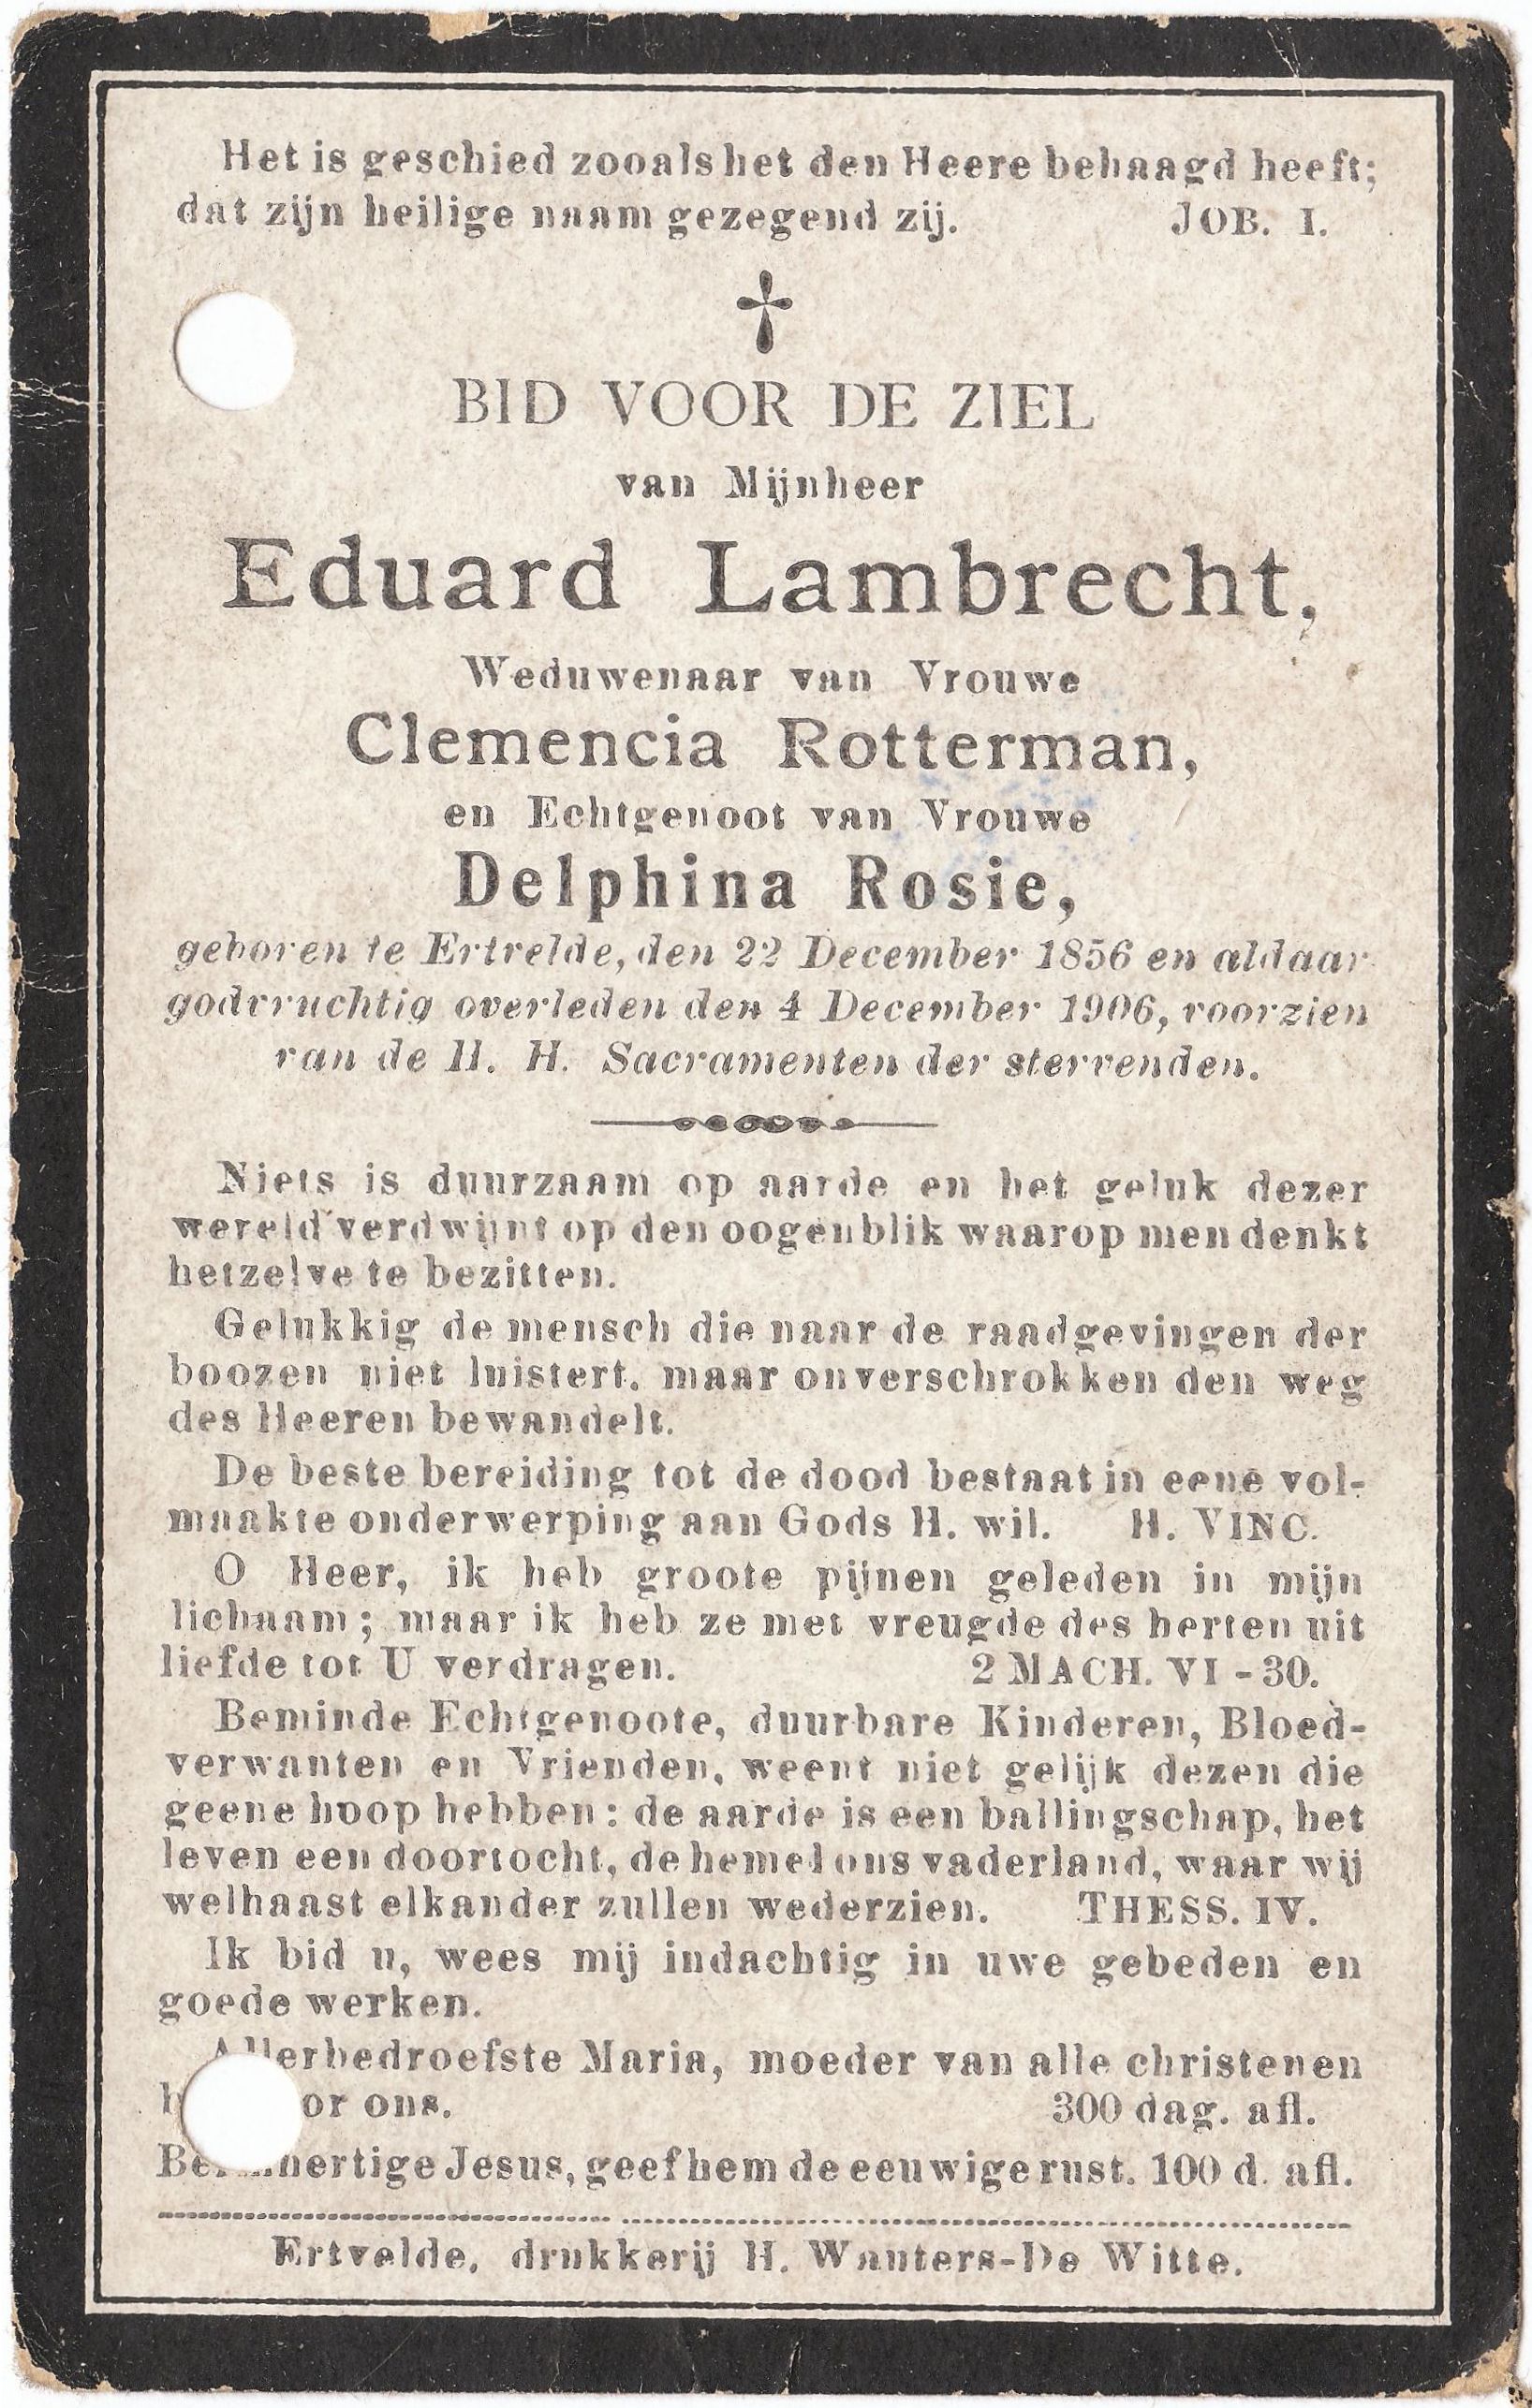 Het is geschied zooals het den Heere behaagd heeft;
dat zijn heilige naam gezegend zij. JOB. I.
BID VOOR DE ZIEL
van Mijnheer
Eduard Lambrecht,
Weduwenaar van Vrouwe
Clemencia Rotterman,
en Echtgenoot van Vrouwe
Delphina Rosie,
geboren te Ertvelde, den 22 December 1856 en aldaar
godvruchtig overleden den 4 December 1906, voorzien
van de H. H. Sacramenten der stervenden.
Niets is duurzaam op aarde en het geluk dezer
wereld verdwijnt op den oogenblik waarop men denkt
hetzelve te bezitten.
Gelukkig de mensch die naar de raadgevingen der
boozen niet luistert. maar onverschrokken den weg
des Heeren bewandelt.
De beste bereiding tot de dood bestaat in eene vol-
maakte onderwerping aan Gods H. wil. H. VINC.
O Heer, ik heb groote pijnen geleden in mijn
lichaam; maar ik heb ze met vreugde des herten uit
liefde tot U verdragen. 2 MACH. VI - 30.
Beminde Echtgenoote, duurbare Kinderen, Bloed-
verwanten en Vrienden, weent niet gelijk dezen die
geene hoop hebben: de aarde is een ballingschap, het
leven een doortocht, de hemel ons vaderland, waar wij
welhaast elkander zullen wederzien. THESS. IV.
Ik bid u, wees mij indachtig in uwe gebeden en
goede werken.
Allerbedroefste Maria, moeder van alle christenen
or ons. 300 dag. afl.
hertige Jesus, geef hem de eeuwige rust. 100 d. afl.
Ertvelde, drukkerij H. Wauters-De Witte.